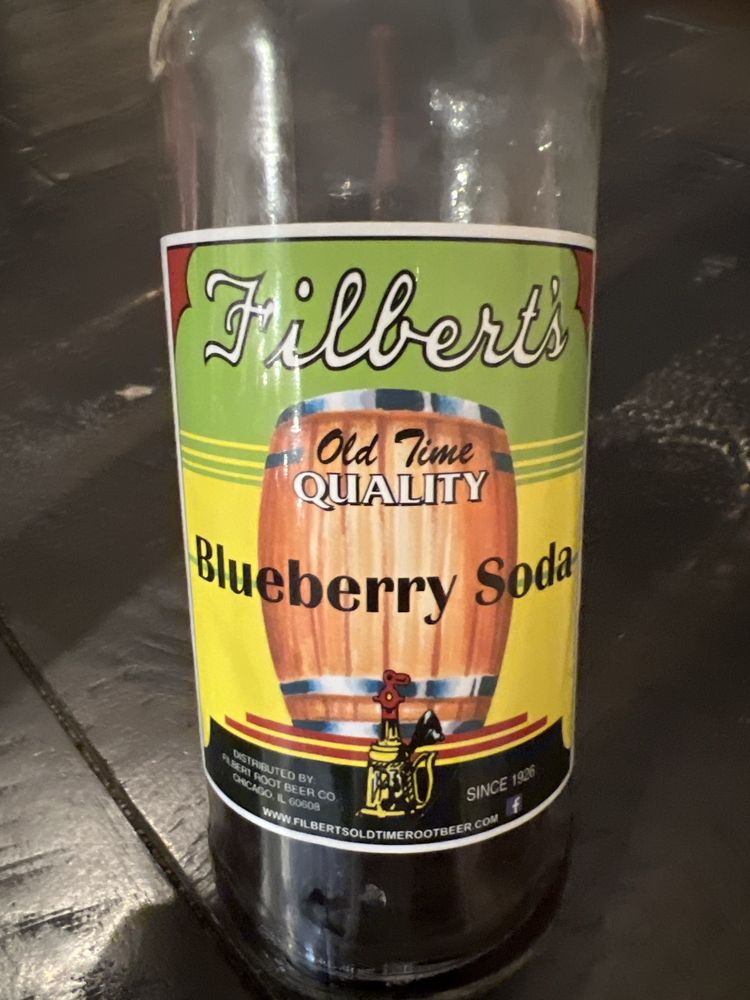 Filbert's
Old Time
QUALITY
Blueberry Soda
DISTRIBUTED BY:
FILBERT ROOT BEER CO.
CHICAGO, IL 60608
SINCE 1926
WWW.FILBERTSOLDTIMEROOTBEER.COM
f